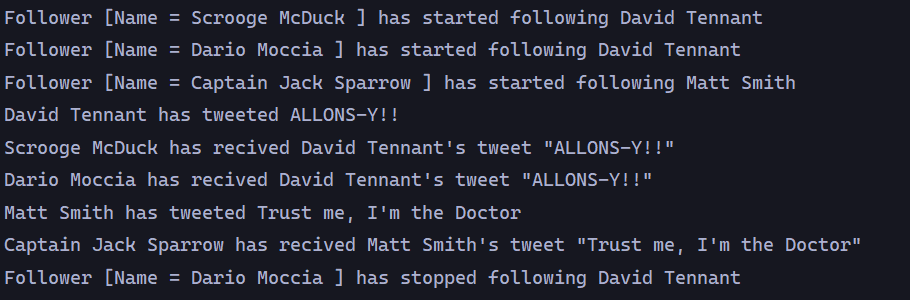 Follower [Name = Scrooge McDuck ] has started following David Tennant
Follower [Name = Dario Moccia ] has started following David Tennant
Follower [Name = Captain Jack Sparrow ] has started following Matt Smith
David Tennant has tweeted ALLONS-Y!!
Scrooge McDuck has recived David Tennant's tweet "ALLONS-Y!!"
Dario Moccia has recived David Tennant's tweet "ALLONS-Y!!"
Matt Smith has tweeted Trust me, I'm the Doctor
Captain Jack Sparrow has recived Matt Smith's tweet "Trust me, I'm the Doctor"
Follower [Name = Dario Moccia ] has stopped following David Tennant